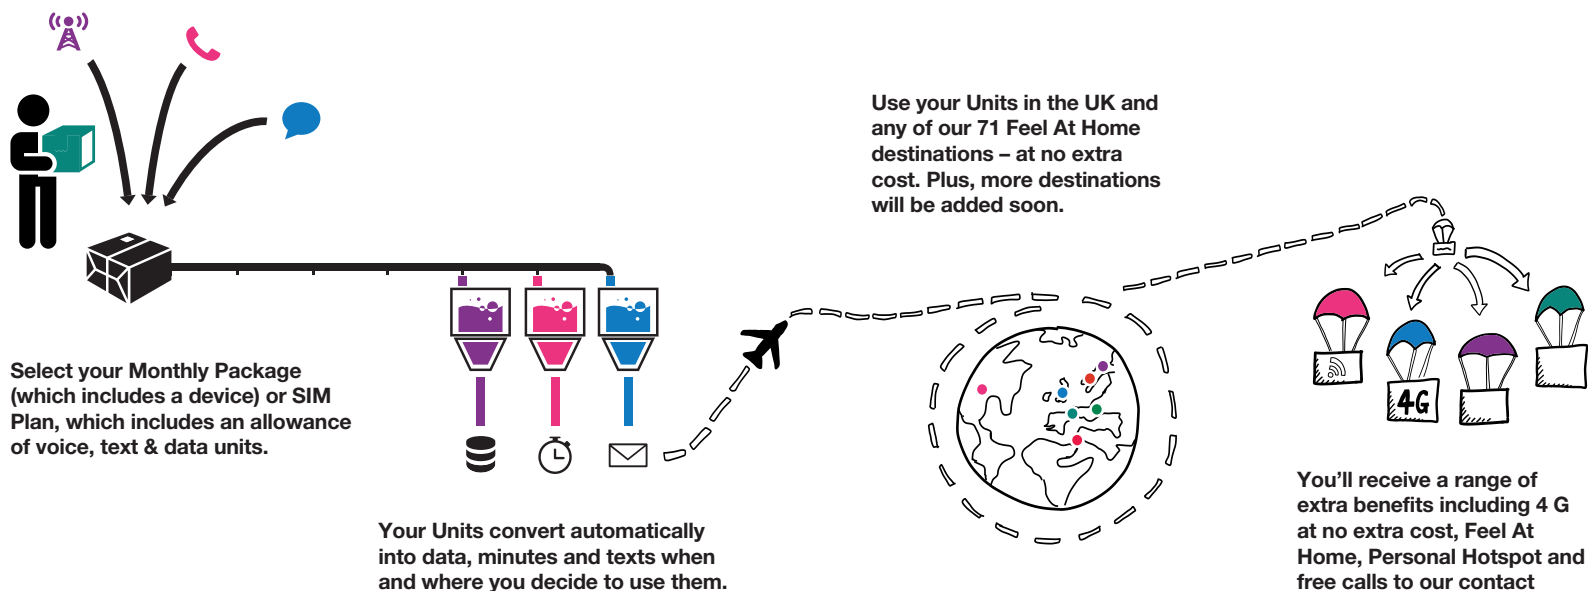 Select your Monthly Package
(which includes a device) or SIM
Plan, which includes an allowance
of voice, text & data units.
Your Units convert automatically
into data, minutes and texts when
and where you decide to use them.
Use your Units in the UK and
any of our 71 Feel At Home
destinations – at no extra
cost. Plus, more destinations
will be added soon.
4G
You’ll receive a range of
extra benefits including 4 G
at no extra cost, Feel At
Home, Personal Hotspot and
free calls to our contact